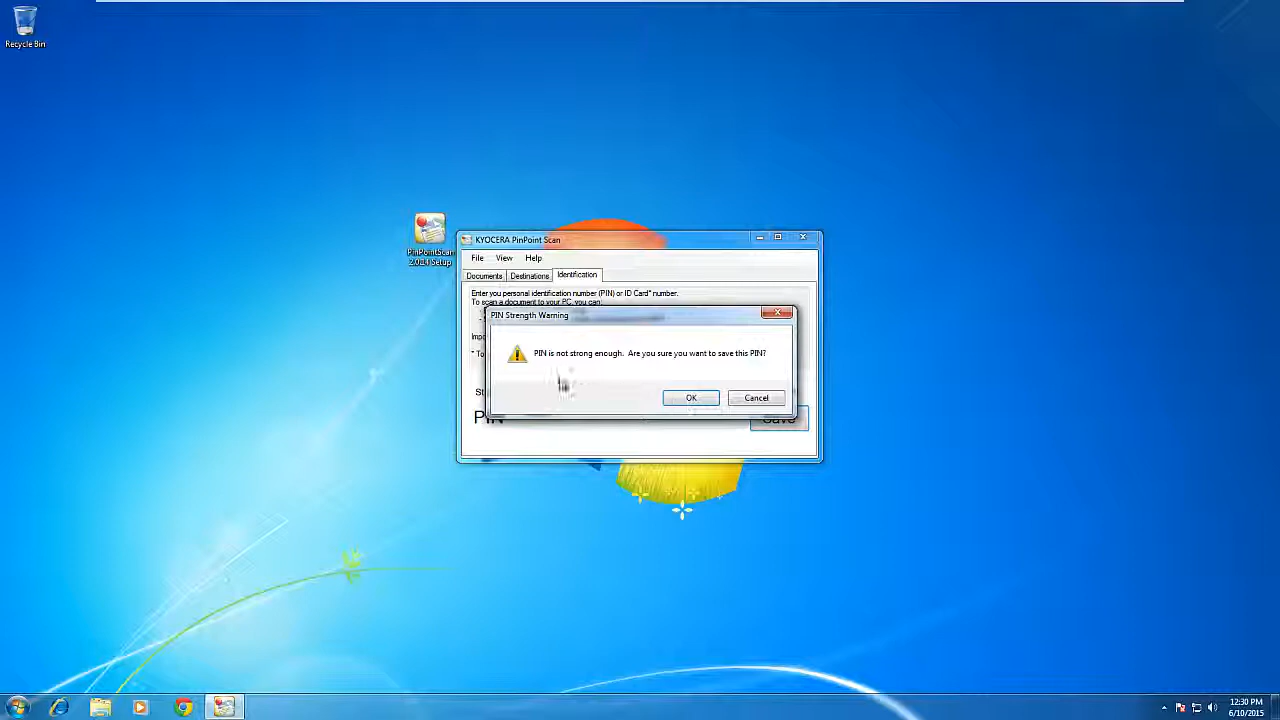 Recycle Bin
PinPointScan
2.0.14 Setup
KYOCERA PinPoint Scan
File View Help
Documents Destinations Identification
Enter you personal identification number (PIN) or ID Card* number.
To scan a document to your PC, you can:
PIN Strength Warning
PIN is not strong enough. Are you sure you want to save this PIN?
OK Cancel
PIN Save
12:30 PM
6/10/2015